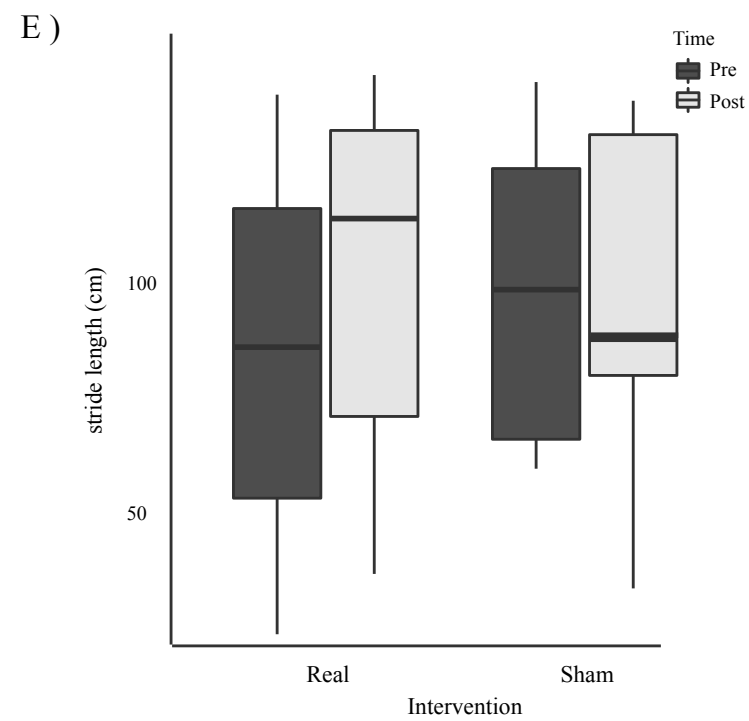 E )
Time
Pre
Post
stride length (cm)
100
50
Real
Sham
Intervention